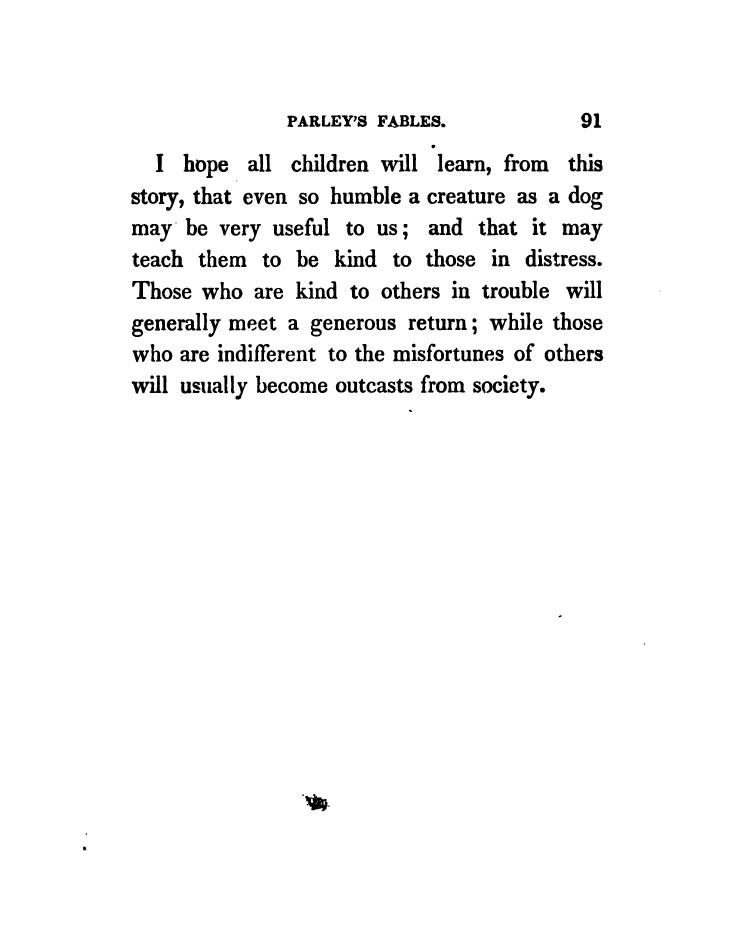 PARLEY'S FABLES. 91
I hope all children will learn, from this
story, that even so humble a creature as a dog
may be very useful to us; and that it may
teach them to be kind to those in distress.
Those who are kind to others in trouble will
generally meet a generous return; while those
who are indifferent to the misfortunes of others
will usually become outcasts from society.